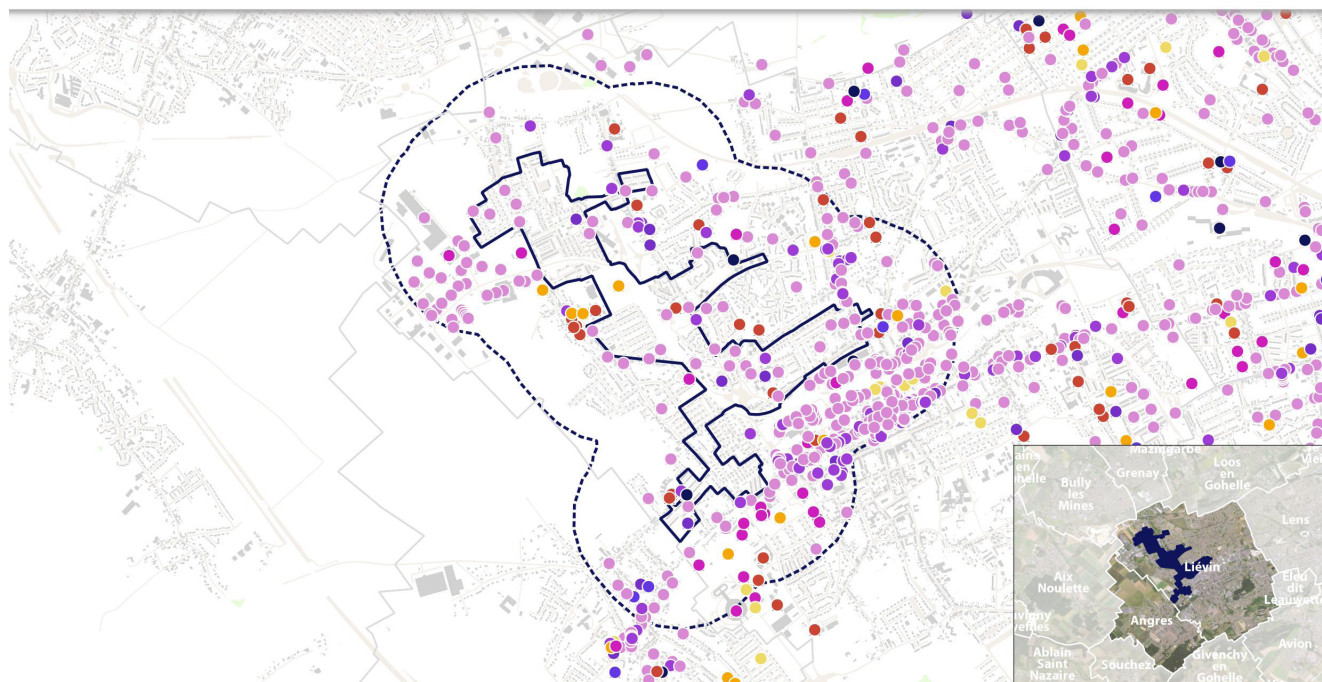 Mazingarbe
Grenay
Loos
en
Gohelle
Bully
les
Mines
Lens
Liévin
Aix
Noulette
Eleu
dit
Leauwette
Angres
Avion
Ablain
Saint
Nazaire
Souchez
Givenchy
en
Gohelle